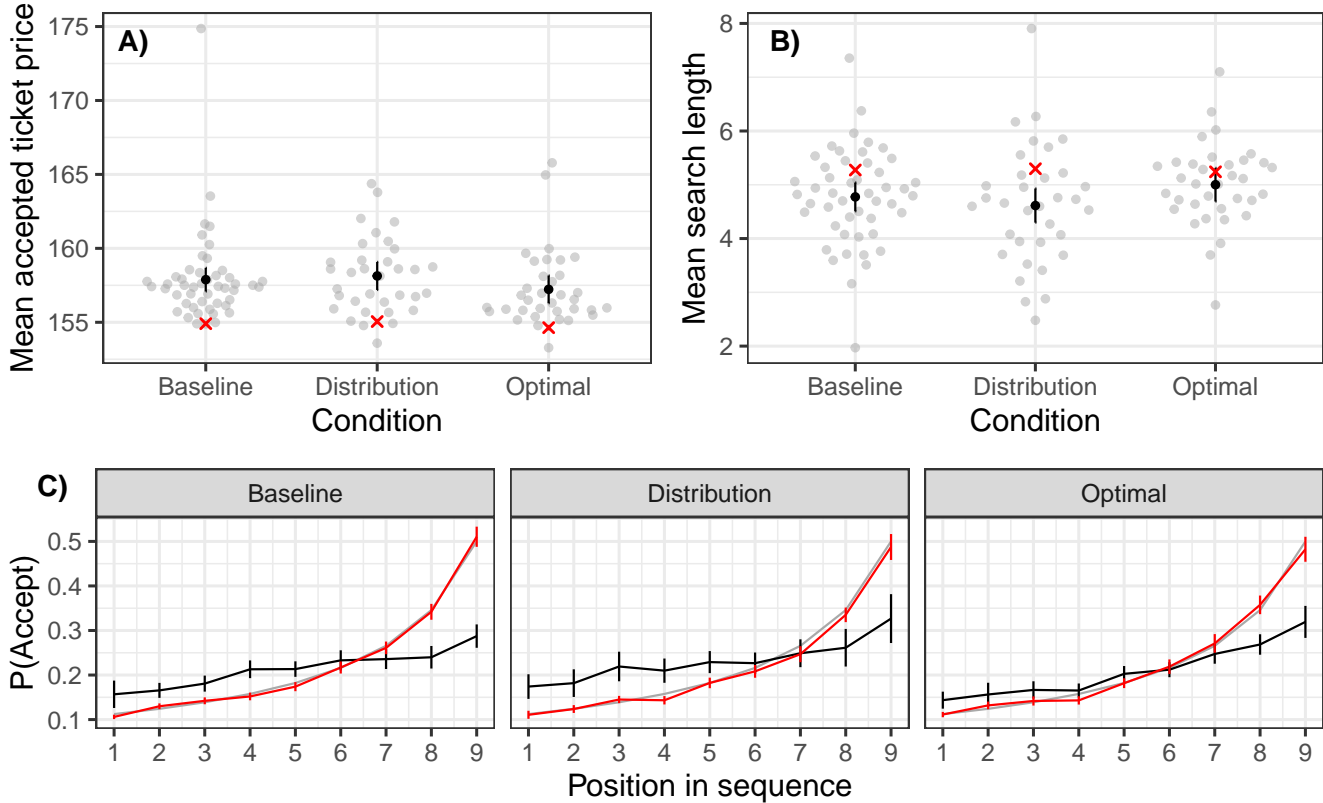 A)
Mean accepted ticket price
175
170
165
160
155
Baseline Distribution Optimal
Condition
B)
Mean search length
8
6
4
2
Baseline Distribution Optimal
Condition
C)
Baseline Distribution Optimal
P(Accept)
0.5
0.4
0.3
0.2
0.1
1 2 3 4 5 6 7 8 9 1 2 3 4 5 6 7 8 9 1 2 3 4 5 6 7 8 9
Position in sequence